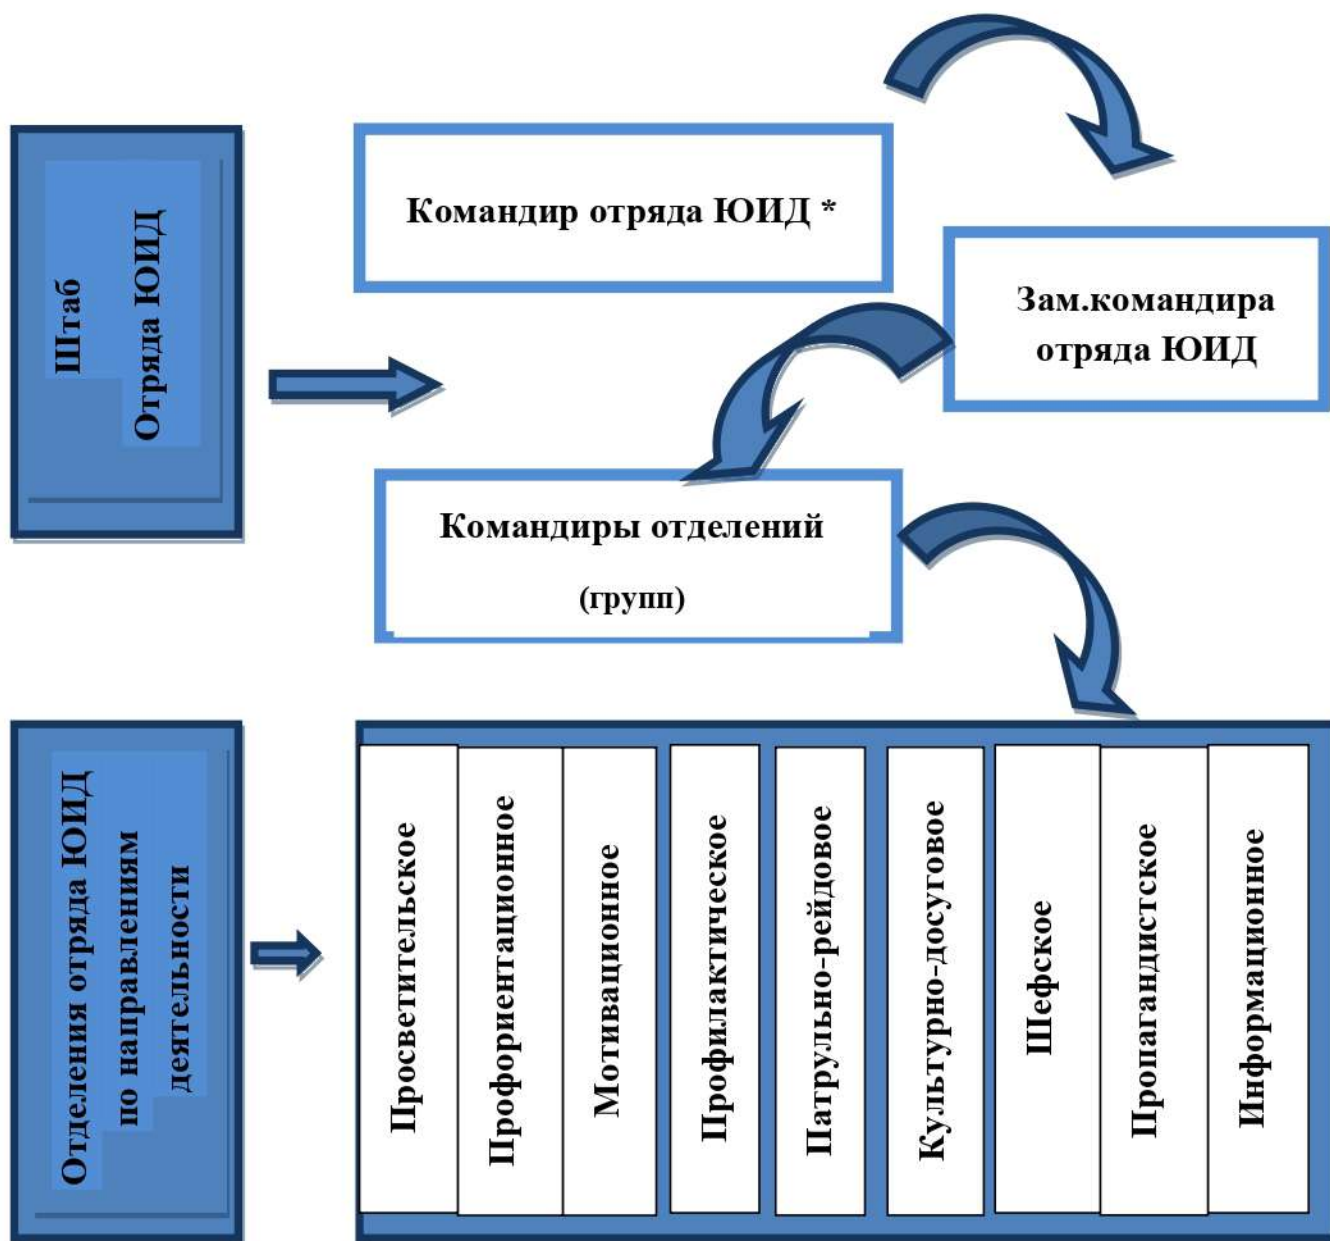 Штаб
Отряда ЮИД
Командир отряда ЮИД *
Зам.командира
отряда ЮИД
Командиры отделений
(групп)
Отделения отряда ЮИД
по направлениям
деятельности
Просветительское
Профориентационное
Мотивационное
Профилактическое
Патрульно-рейдовое
Культурно-досуговое
Шефское
Пропагандистское
Информационное